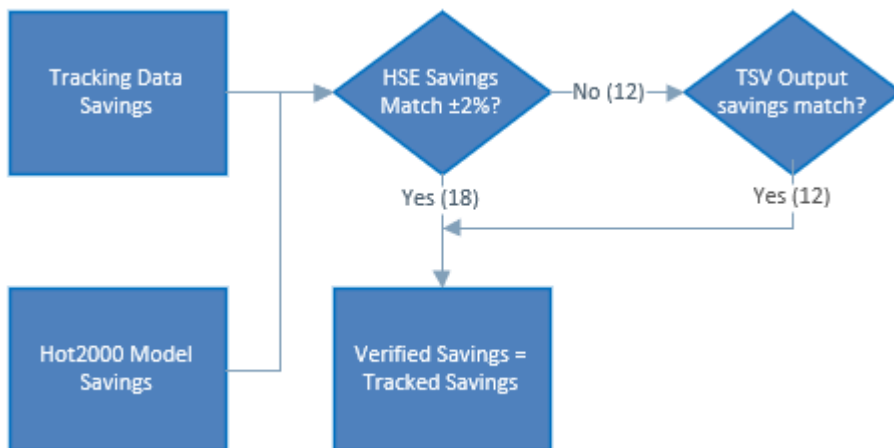 Tracking Data
Savings
HSE Savings
Match ±2%?
No (12)
TSV Output
savings match?
Yes (18)
Yes (12)
Hot2000 Model
Savings
Verified Savings =
Tracked Savings